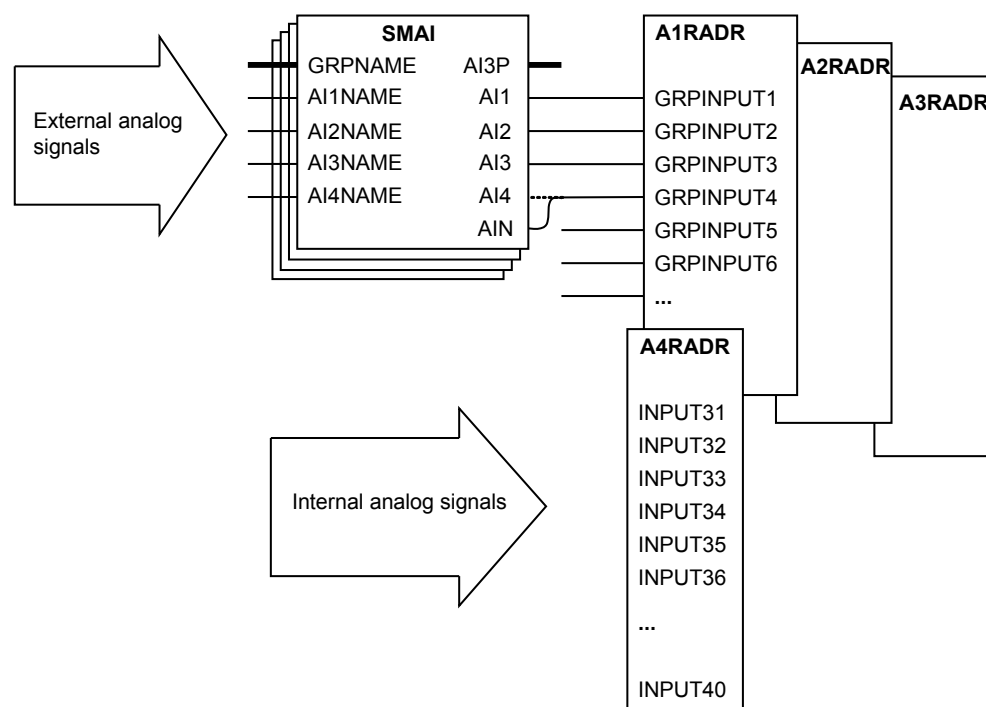 External analog
signals
SMAI
GRPNAME
AI1NAME
AI2NAME
AI3NAME
AI4NAME
AI3P
AI1
AI2
AI3
AI4
AIN
A1RADR
GRPINPUT1
GRPINPUT2
GRPINPUT3
GRPINPUT4
GRPINPUT5
GRPINPUT6
...
A2RADR
A3RADR
Internal analog signals
A4RADR
INPUT31
INPUT32
INPUT33
INPUT34
INPUT35
INPUT36
...
INPUT40